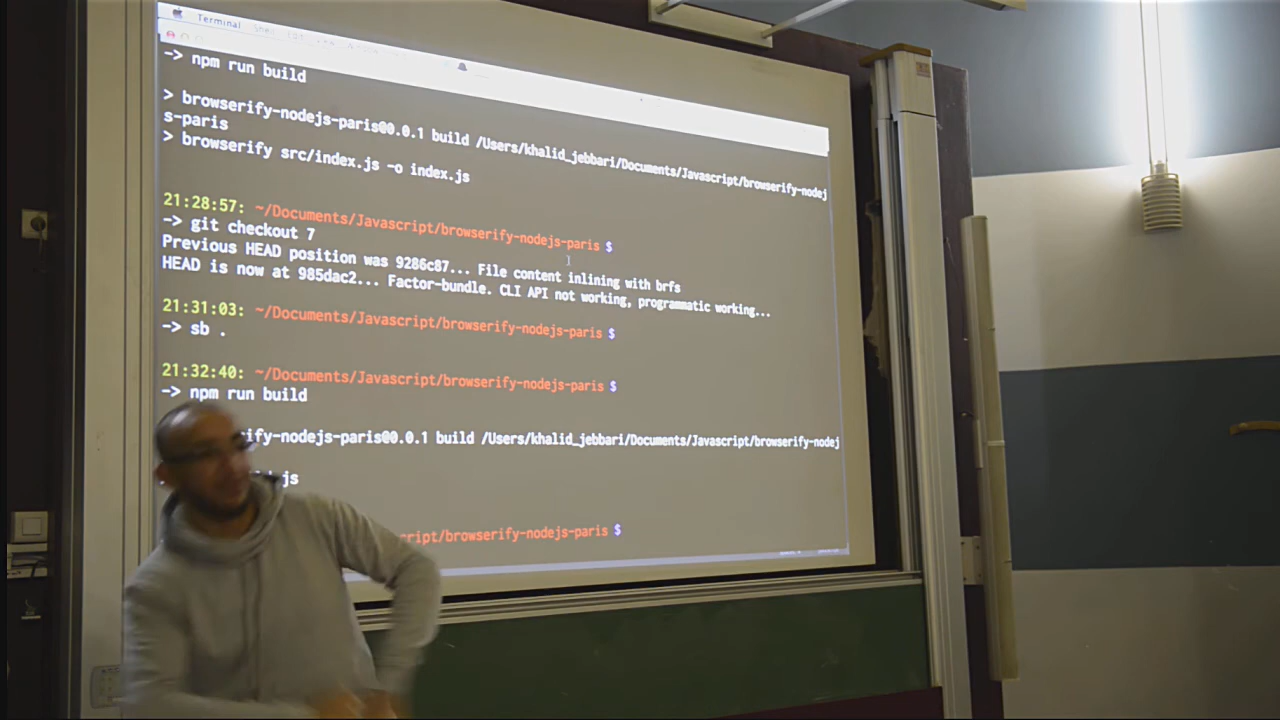 Terminal Shell Edit
-> npm run build
> browserify-nodejs-paris@0.0.1 build /Users/khalid_jebbari/Documents/Javascript/browserify-nodej
s-paris
> browserify src/index.js -o index.js
21:28:57: ~/Documents/Javascript/browserify-nodejs-paris $
-> git checkout 7
Previous HEAD position was 9286c87... File content inlining with brfs
HEAD is now at 985dac2... Factor-bundle. CLI API not working, programmatic working...
21:31:03: ~/Documents/Javascript/browserify-nodejs-paris $
-> sb .
21:32:40: ~/Documents/Javascript/browserify-nodejs-paris $
-> npm run build
ify-nodejs-paris@0.0.1 build /Users/khalid_jebbari/Documents/Javascript/browserify-nodej
.js
cript/browserify-nodejs-paris $